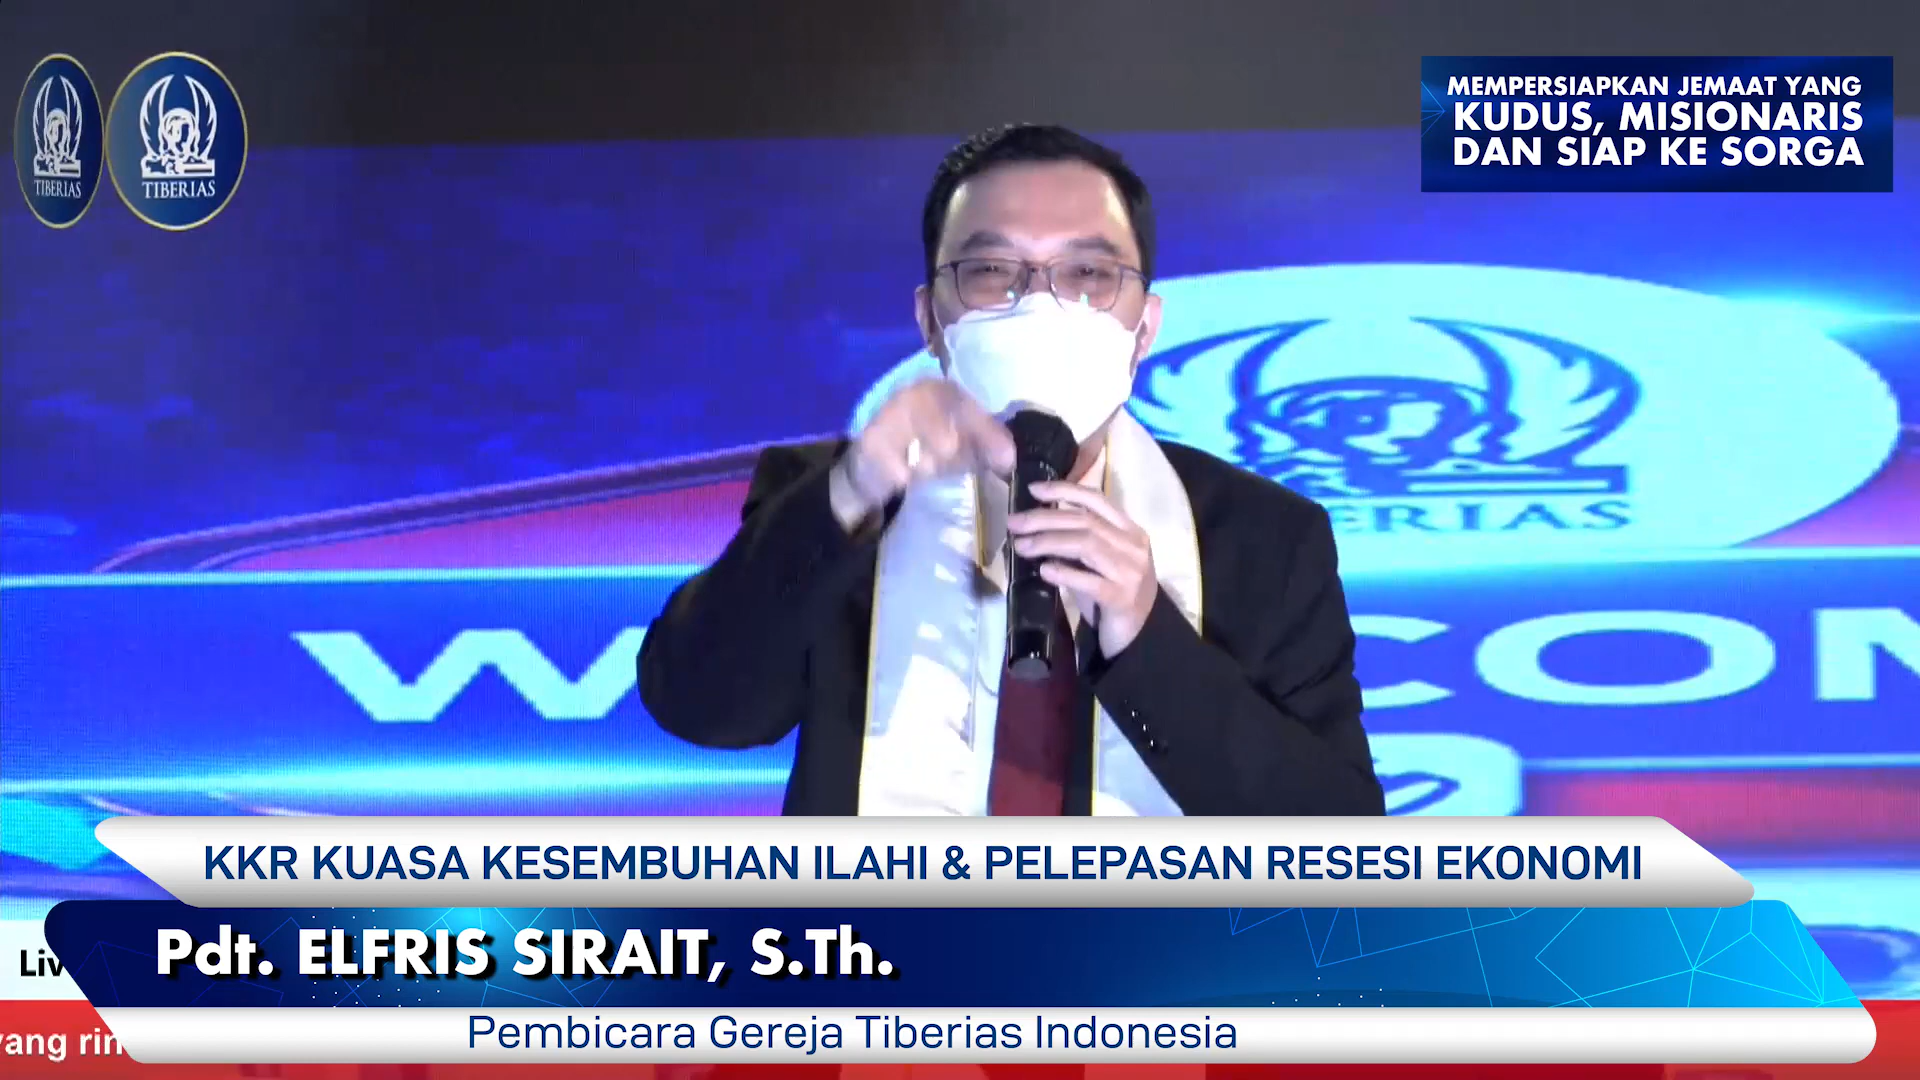 TIBERIAS
TIBERIAS
MEMPERSIAPKAN JEMAAT YANG
KUDUS, MISIONARIS
DAN SIAP KE SORGA
KKR KUASA KESEMBUHAN ILAHI & PELEPASAN RESESI EKONOMI
Pdt. ELFRIS SIRAIT, S.Th.
Pembicara Gereja Tiberias Indonesia
yang